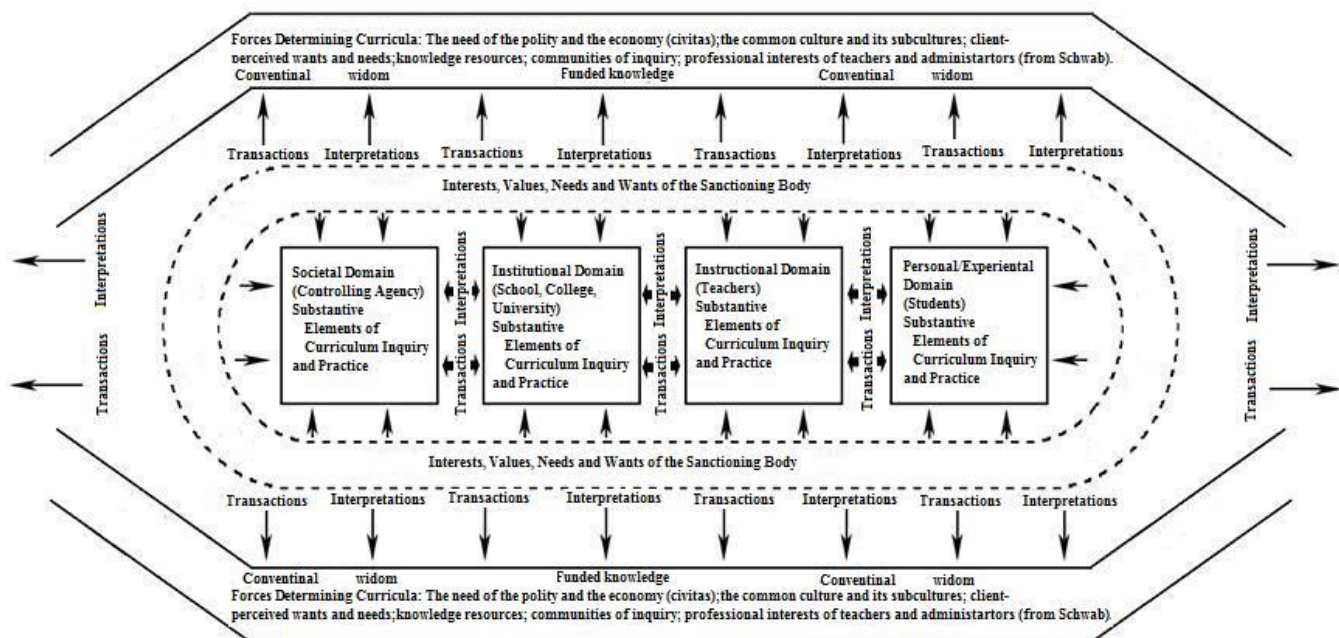 Forces Determining Curricula: The need of the polity and the economy (civitas);the common culture and its subcultures; client-
perceived wants and needs;knowledge resources; communities of inquiry; professional interests of teachers and administartors (from Schwab).
Conventinal widom Funded knowledge Conventinal widom
Transactions Interpretations Transactions Interpretations Transactions Interpretations Transactions Interpretations
Interests, Values, Needs and Wants of the Sanctioning Body
Interpretations
Transactions
Societal Domain
(Controlling Agency)
Substantive
Elements of
Curriculum Inquiry
and Practice
Interpretations
Transactions
Institutional Domain
(School, College,
University)
Substantive
Elements of
Curriculum Inquiry
and Practice
Interpretations
Transactions
Instructional Domain
(Teachers)
Substantive
Elements of
Curriculum Inquiry
and Practice
Interpretations
Transactions
Personal/Experiental
Domain
(Students)
Substantive
Elements of
Curriculum Inquiry
and Practice
Interpretations
Transactions
Interests, Values, Needs and Wants of the Sanctioning Body
Transactions Interpretations Transactions Interpretations Transactions Interpretations Transactions Interpretations
Conventinal widom Funded knowledge Conventinal widom
Forces Determining Curricula: The need of the polity and the economy (civitas);the common culture and its subcultures; client-
perceived wants and needs;knowledge resources; communities of inquiry; professional interests of teachers and administartors (from Schwab).